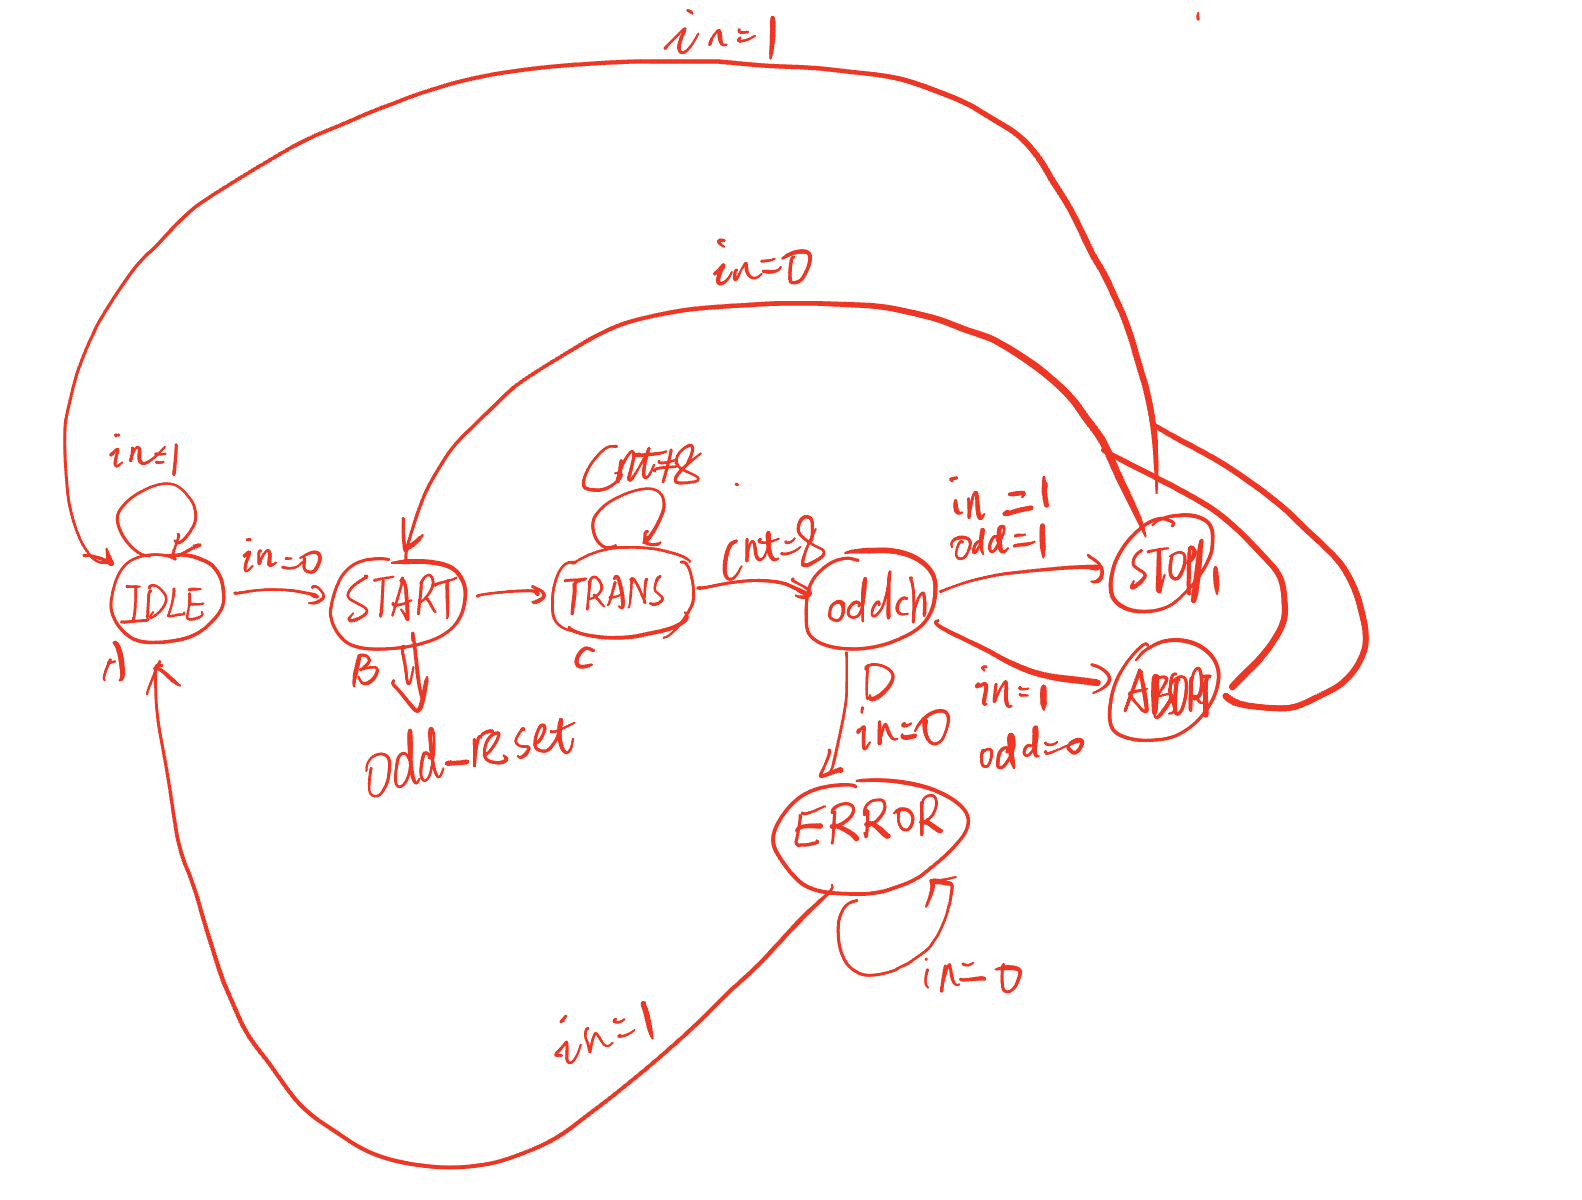 in=1
in=0
in=1
Cnt≠8
in=0
Cnt=8
in=1
odd=1
IDLE
START
TRANS
oddch
STOP
A
B
C
D
in=1
odd=0
ABORT
odd_reset
in=0
ERROR
in=0
in=1